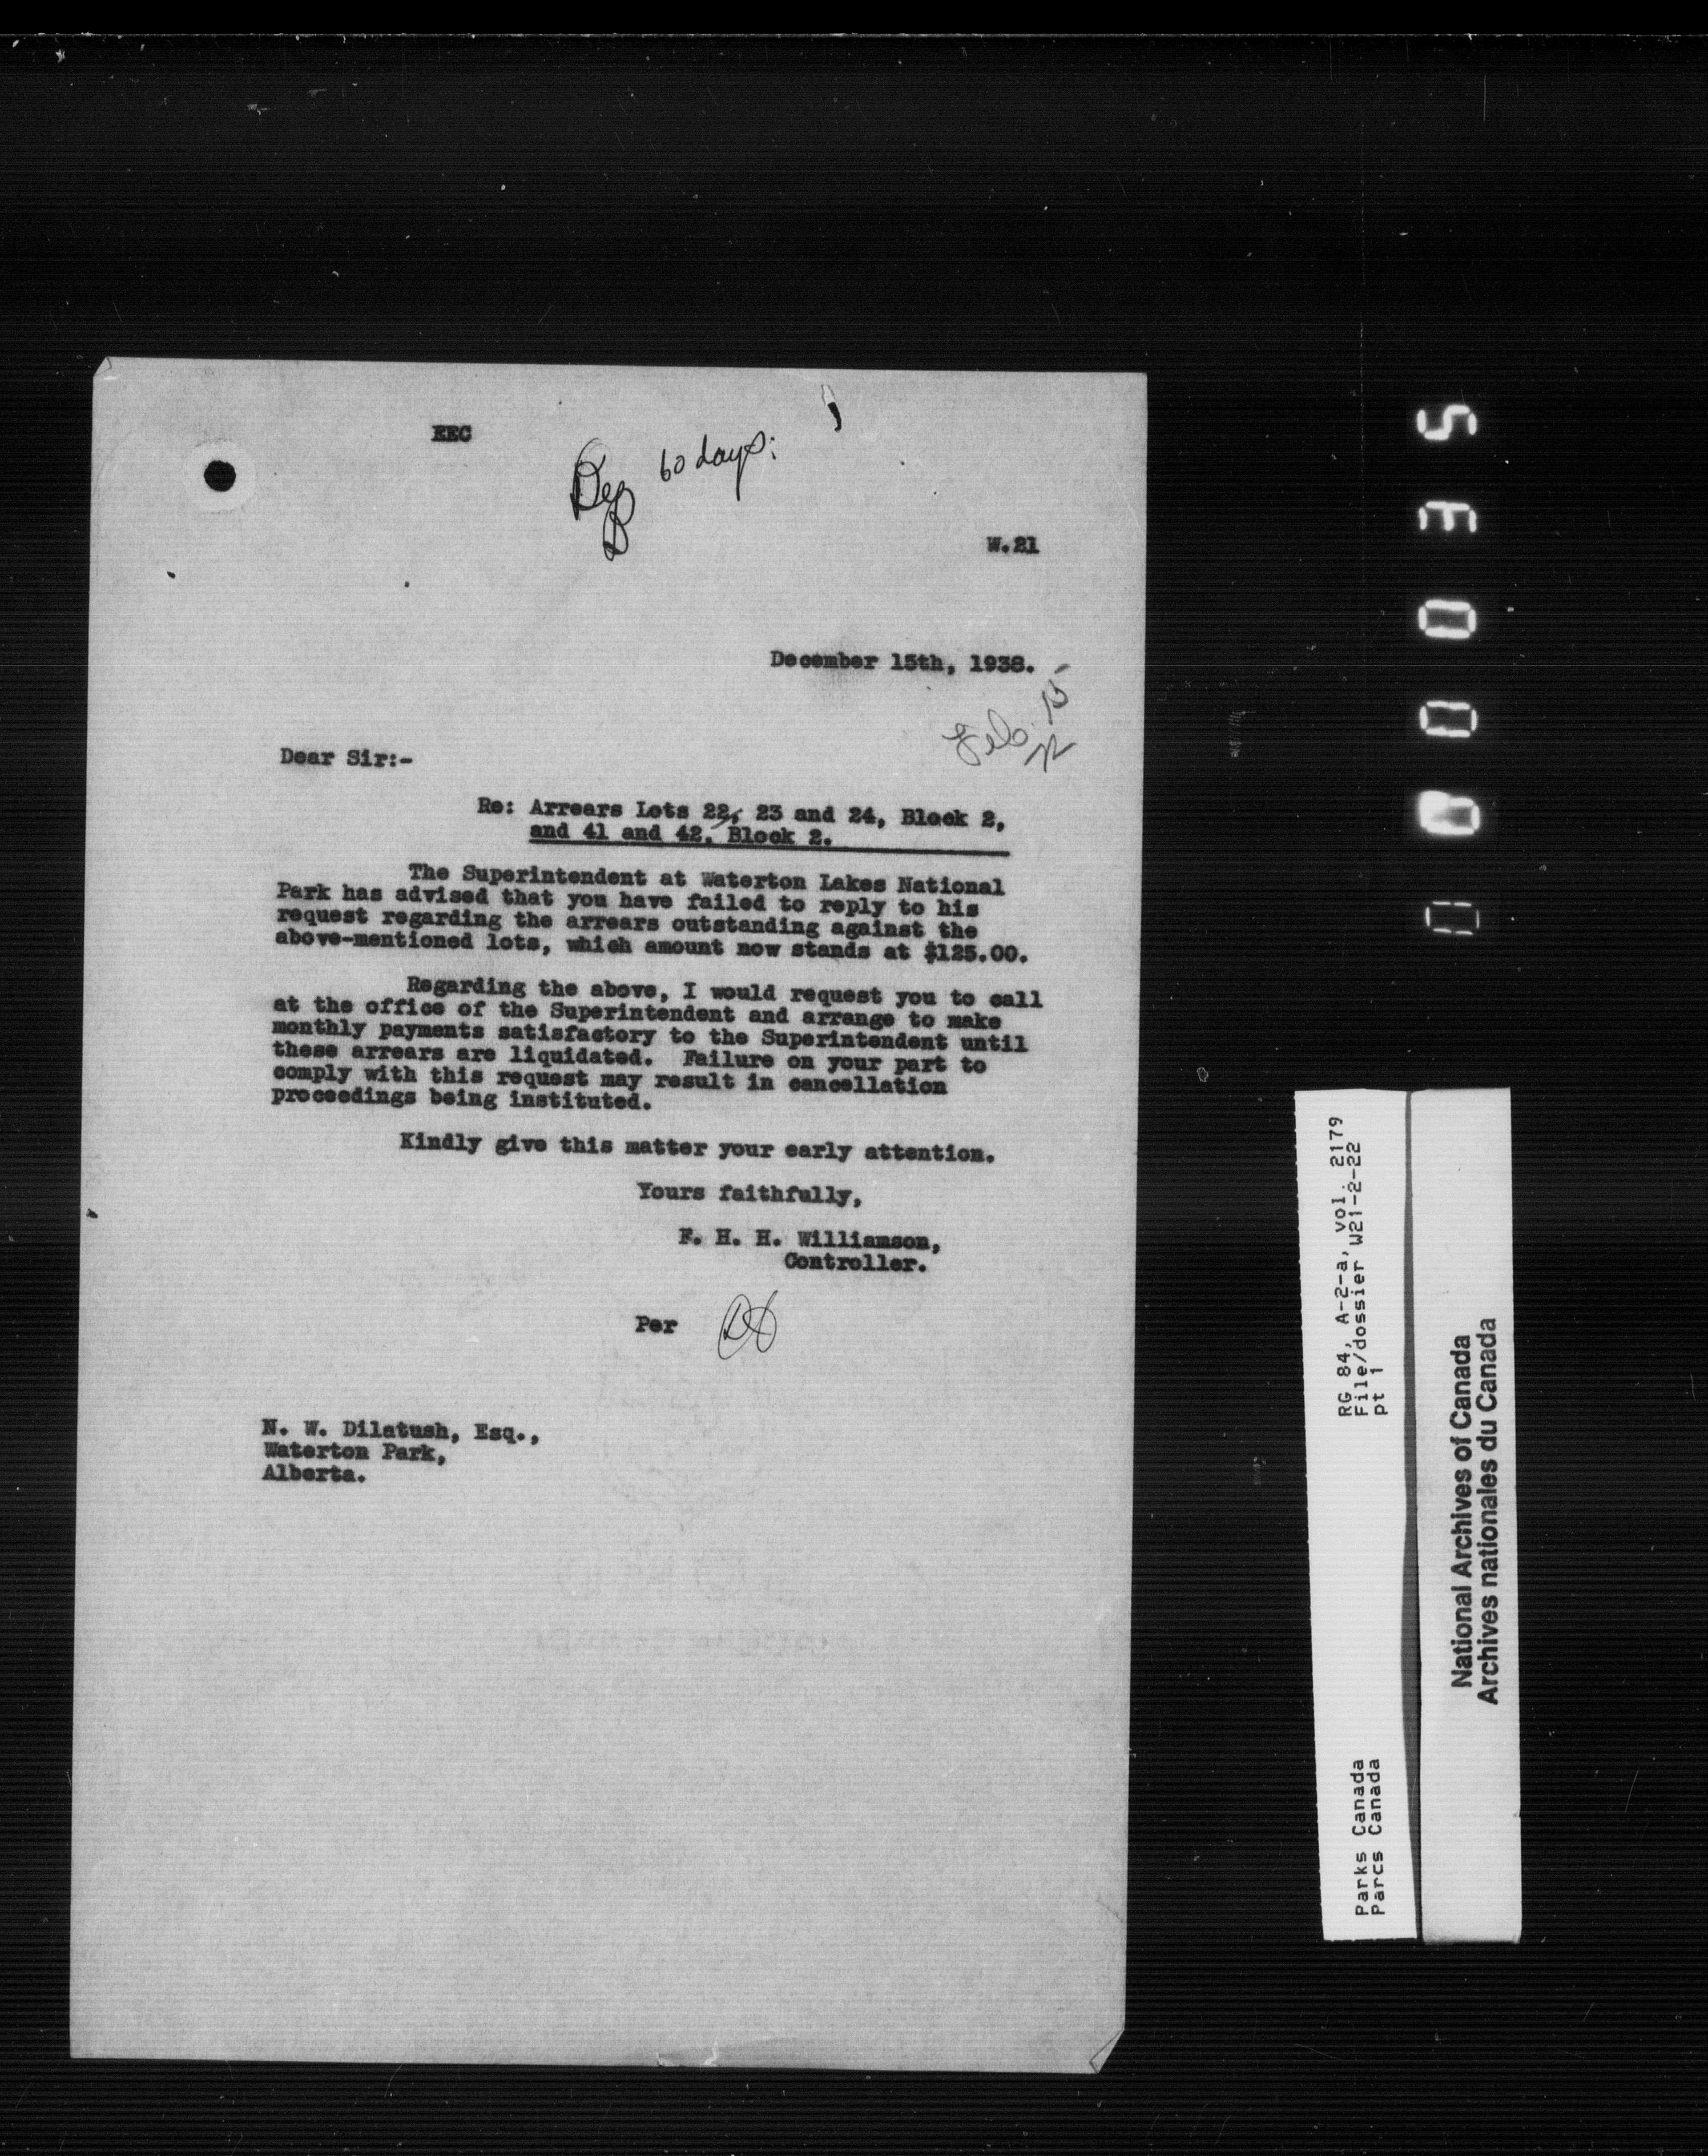 EEC
60 days:
W.21
December 15th, 1938.
Feb. 15
Dear Sir:-
Re: Arrears Lots 22, 23 and 24, Block 2,
and 41 and 42, Block 2.
The Superintendent at Waterton Lakes National
Park has advised that you have failed to reply to his
request regarding the arrears outstanding against the
above-mentioned lots, which amount now stands at $125.00.
Regarding the above, I would request you to call
at the office of the Superintendent and arrange to make
monthly payments satisfactory to the Superintendent until
these arrears are liquidated. Failure on your part to
comply with this request may result in cancellation
proceedings being instituted.
Kindly give this matter your early attention.
Yours faithfully,
F. H. H. Williamson,
Controller.
Per
N. W. Dilatush, Esq.,
Waterton Park,
Alberta.
RG 84, A-2-a, vol. 2179
File/dossier W21-2-22
pt 1
Parks Canada
Parcs Canada
National Archives of Canada
Archives nationales du Canada